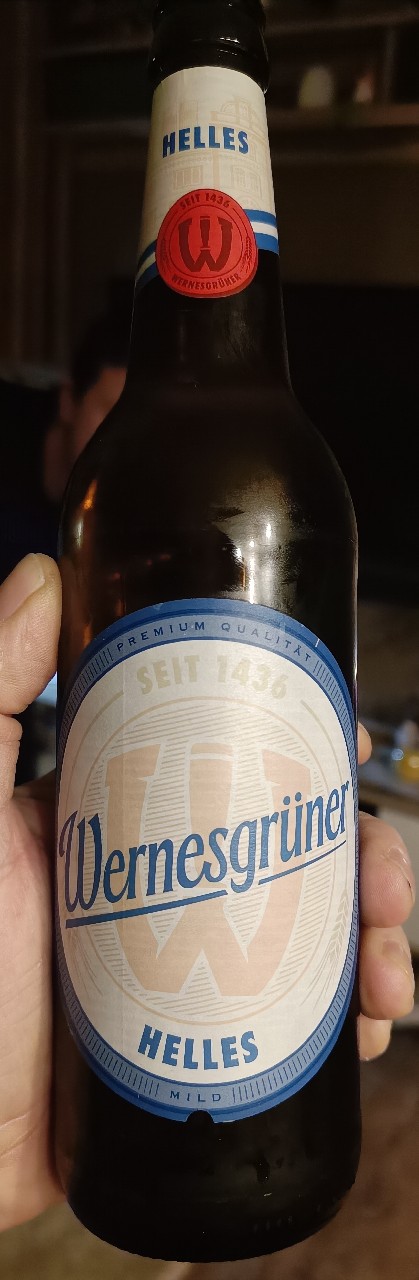 HELLES
SEIT 1436
W
WERNESGRÜNER
PREMIUM QUALITÄT
SEIT 1436
W
Wernesgrüner
HELLES
MILD